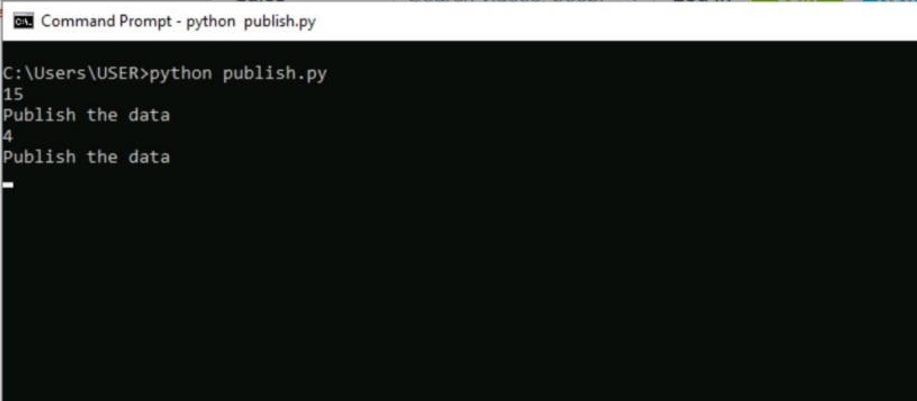 Command Prompt - python  publish.py
C:\Users\USER>python publish.py
15
Publish the data
4
Publish the data